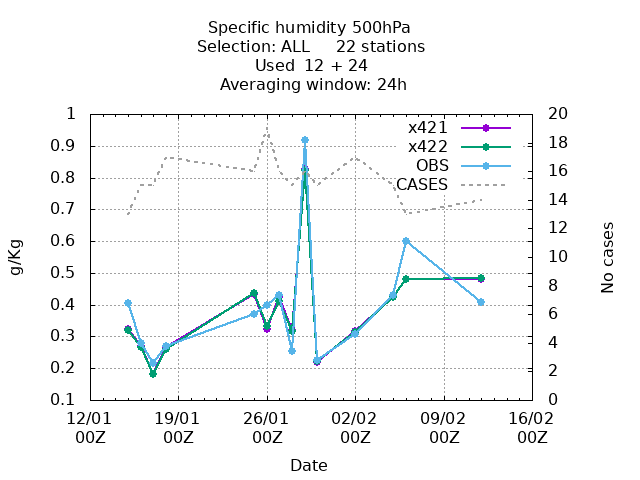 Specific humidity 500hPa
Selection: ALL 22 stations
Used 12 + 24
Averaging window: 24h
1
0.9
0.8
0.7
0.6
0.5
0.4
0.3
0.2
0.1
20
18
16
14
12
10
8
6
4
2
0
x421
x422
OBS
CASES
g/Kg
No cases
12/01 19/01 26/01 02/02 09/02 16/02
00Z 00Z 00Z 00Z 00Z 00Z
Date